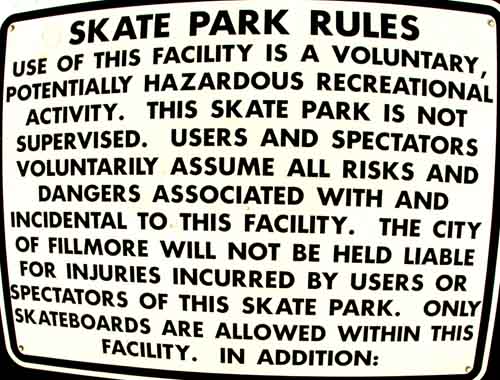 SKATE PARK RULES
USE OF THIS FACILITY IS A VOLUNTARY,
POTENTIALLY HAZARDOUS RECREATIONAL
ACTIVITY. THIS SKATE PARK IS NOT
SUPERVISED. USERS AND SPECTATORS
VOLUNTARILY ASSUME ALL RISKS AND
DANGERS ASSOCIATED WITH AND
INCIDENTAL TO THIS FACILITY. THE CITY
OF FILLMORE WILL NOT BE HELD LIABLE
FOR INJURIES INCURRED BY USERS OR
SPECTATORS OF THIS SKATE PARK. ONLY
SKATEBOARDS ARE ALLOWED WITHIN THIS
FACILITY. IN ADDITION: